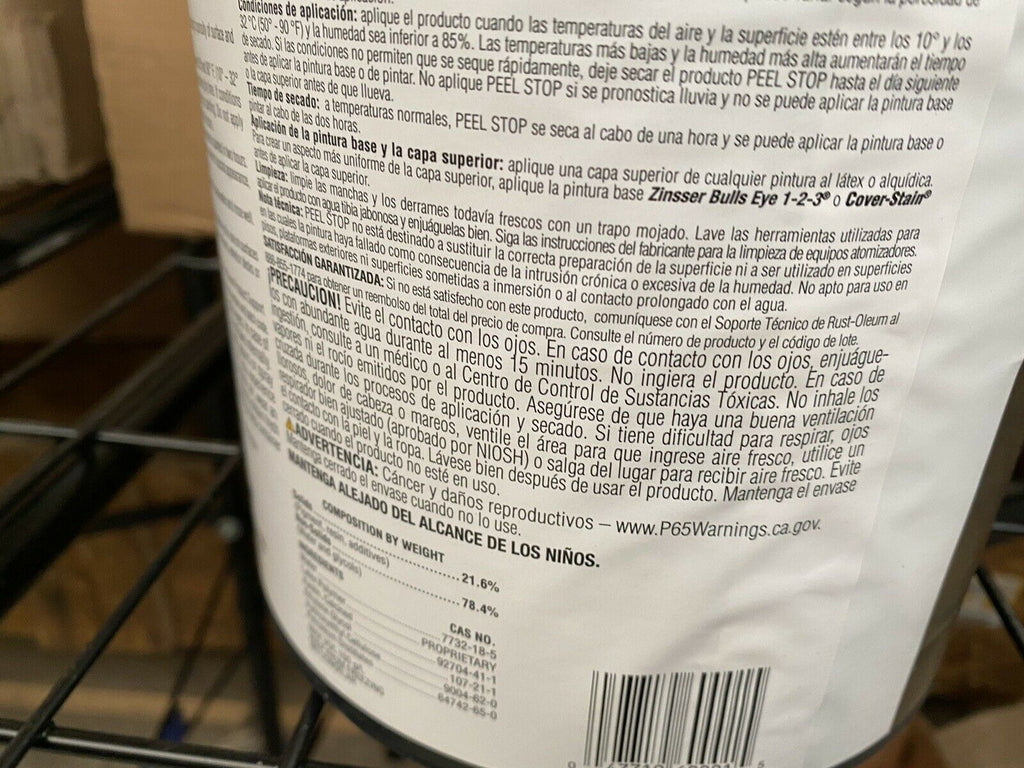 Condiciones de aplicación: aplique el producto cuando las temperaturas del aire y la superficie estén entre los 10° y los
32 °C (50° - 90 °F) y la humedad sea inferior a 85%. Las temperaturas más bajas y la humedad más alta aumentarán el tiempo
de secado. Si las condiciones no permiten que se seque rápidamente, deje secar el producto PEEL STOP hasta el día siguiente
antes de aplicar la pintura base o de pintar. No aplique PEEL STOP si se pronostica lluvia y no se puede aplicar la pintura base
o la capa superior antes de que llueva.
Tiempo de secado: a temperaturas normales, PEEL STOP se seca al cabo de una hora y se puede aplicar la pintura base o
pintar al cabo de las dos horas.
Aplicación de la pintura base y la capa superior: aplique una capa superior de cualquier pintura al látex o alquídica.
Para crear un aspecto más uniforme de la capa superior, aplique la pintura base Zinsser Bulls Eye 1-2-3® o Cover-Stain®
antes de aplicar la capa superior.
Limpieza: limpie las manchas y los derrames todavía frescos con un trapo mojado. Lave las herramientas utilizadas para
aplicar el producto con agua tibia jabonosa y enjuáguelas bien. Siga las instrucciones del fabricante para la limpieza de equipos atomizadores.
Nota técnica: PEEL STOP no está destinado a sustituir la correcta preparación de la superficie ni a ser utilizado en superficies
en las cuales la pintura haya fallado como consecuencia de la intrusión crónica o excesiva de la humedad. No apto para uso en
pisos, plataformas exteriores ni superficies sometidas a inmersión o al contacto prolongado con el agua.
SATISFACCIÓN GARANTIZADA: Si no está satisfecho con este producto, comuníquese con el Soporte Técnico de Rust-Oleum al
1774 para obtener un reembolso del total del precio de compra. Consulte el número de producto y el código de lote.
¡PRECAUCIÓN! Evite el contacto con los ojos. En caso de contacto con los ojos, enjuágue-
los con abundante agua durante al menos 15 minutos. No ingiera el producto. En caso de
ingestión, consulte a un médico o al Centro de Control de Sustancias Tóxicas. No inhale los
vapores ni el rocío emitidos por el producto. Asegúrese de que haya una buena ventilación
cruzada durante los procesos de aplicación y secado. Si tiene dificultad para respirar, ojos
llorosos, dolor de cabeza o mareos, ventile el área para que ingrese aire fresco, utilice un
respirador bien ajustado (aprobado por NIOSH) o salga del lugar para recibir aire fresco. Evite
el contacto con la piel y la ropa. Lávese bien después de usar el producto. Mantenga el envase
cerrado cuando el producto no esté en uso.
ADVERTENCIA: Cáncer y daños reproductivos – www.P65Warnings.ca.gov.
Mantenga cerrado el envase cuando no lo use.
MANTENGA ALEJADO DEL ALCANCE DE LOS NIÑOS.
COMPOSITION BY WEIGHT
Solids 21.6%
resin, additives)
78.4%
CAS NO.
7732-18-5
PROPRIETARY
92704-41-1
107-21-1
9004-62-0
64742-65-0